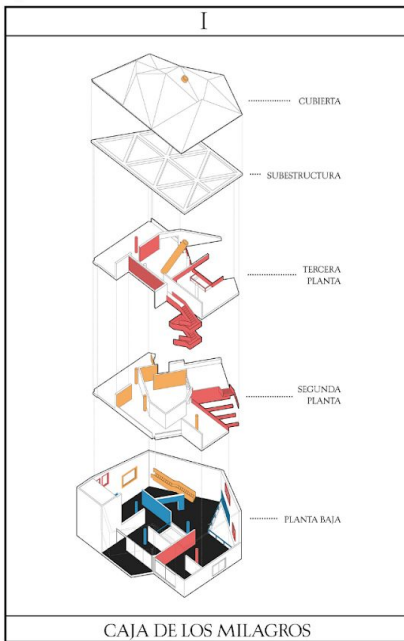 I
CUBIERTA
SUBESTRUCTURA
TERCERA
PLANTA
SEGUNDA
PLANTA
PLANTA BAJA
CAJA DE LOS MILAGROS